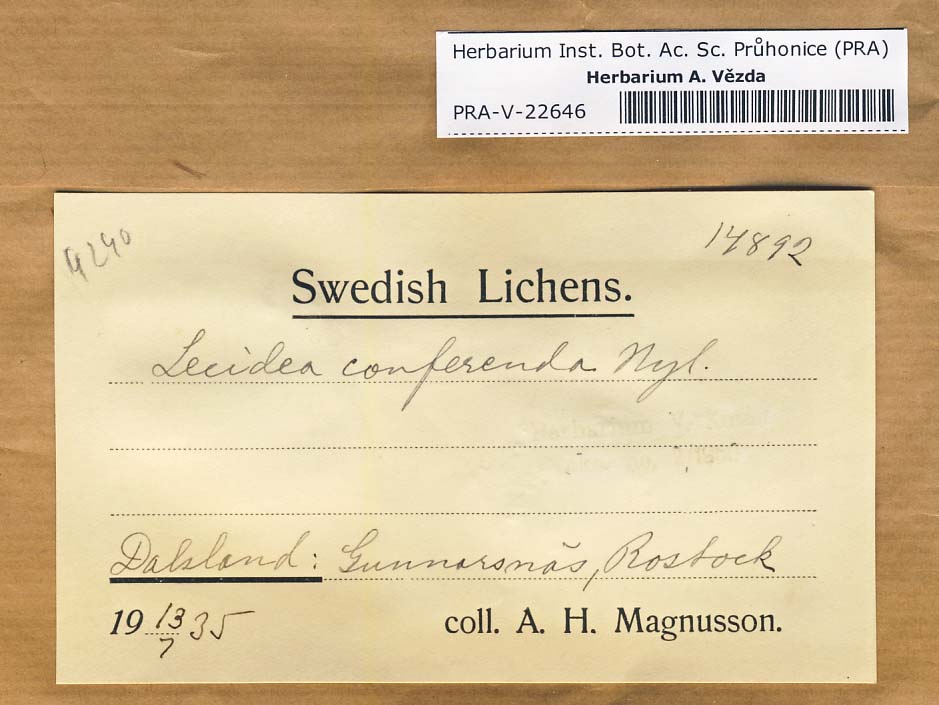 Herbarium Inst. Bot. Ac. Sc. Průhonice (PRA)
Herbarium A. Vězda
PRA-V-22646
14892
Swedish Lichens.
Lecidea conferenda Nyl.
Herbarium V.
Dalsland: Gunnarsnäs, Rostock
19 13/7 35
coll. A. H. Magnusson.